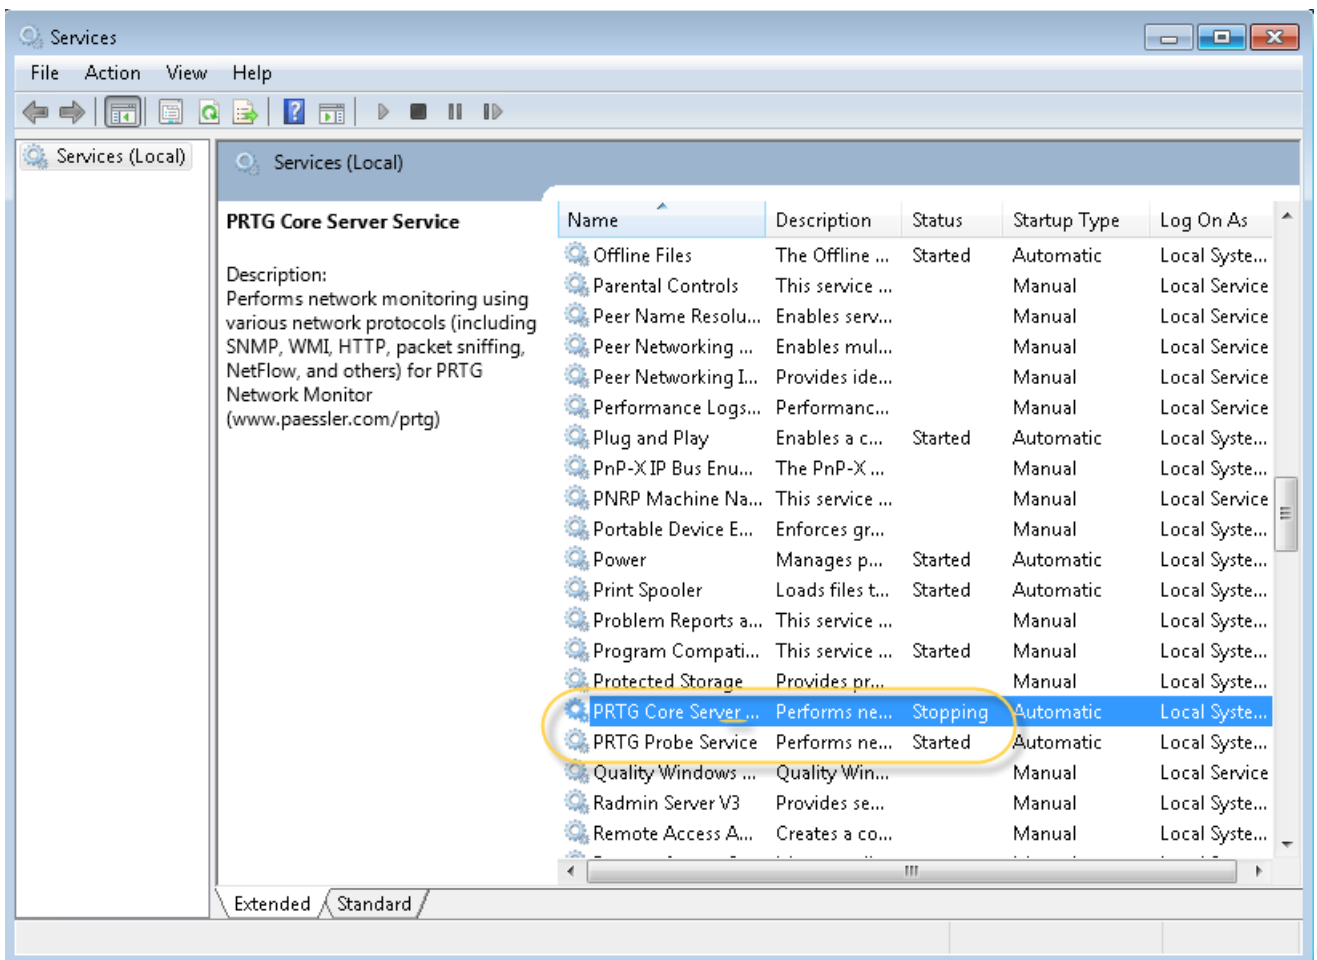 Services
File Action View Help
Services (Local)
Services (Local)
PRTG Core Server Service
Description:
Performs network monitoring using
various network protocols (including
SNMP, WMI, HTTP, packet sniffing,
NetFlow, and others) for PRTG
Network Monitor
(www.paessler.com/prtg)
Name Description Status Startup Type Log On As
Offline Files The Offline ... Started Automatic Local Syste...
Parental Controls This service ... Manual Local Service
Peer Name Resolu... Enables serv... Manual Local Service
Peer Networking ... Enables mul... Manual Local Service
Peer Networking I... Provides ide... Manual Local Service
Performance Logs... Performanc... Manual Local Service
Plug and Play Enables a c... Started Automatic Local Syste...
PnP-X IP Bus Enu... The PnP-X ... Manual Local Syste...
PNRP Machine Na... This service ... Manual Local Service
Portable Device E... Enforces gr... Manual Local Syste...
Power Manages p... Started Automatic Local Syste...
Print Spooler Loads files t... Started Automatic Local Syste...
Problem Reports a... This service ... Manual Local Syste...
Program Compati... This service ... Started Manual Local Syste...
Protected Storage Provides pr... Manual Local Syste...
PRTG Core Server ... Performs ne... Stopping Automatic Local Syste...
PRTG Probe Service Performs ne... Started Automatic Local Syste...
Quality Windows ... Quality Win... Manual Local Service
Radmin Server V3 Provides se... Manual Local Syste...
Remote Access A... Creates a co... Manual Local Syste...
Extended Standard